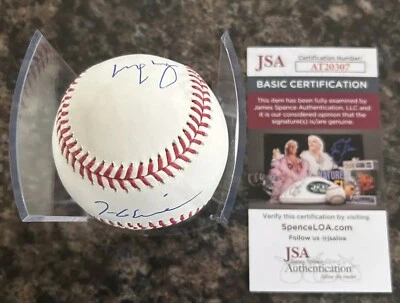 JSA
Certification Number
AT20307
BASIC CERTIFICATION
This item has been fully examined by
James Spence Authentication, LLC and
it is our considered opinion that the
signature(s) is/are genuine.
Verify this certification by visiting
SpenceLOA.com
Follow us @jsaloa
JSA
Authentication